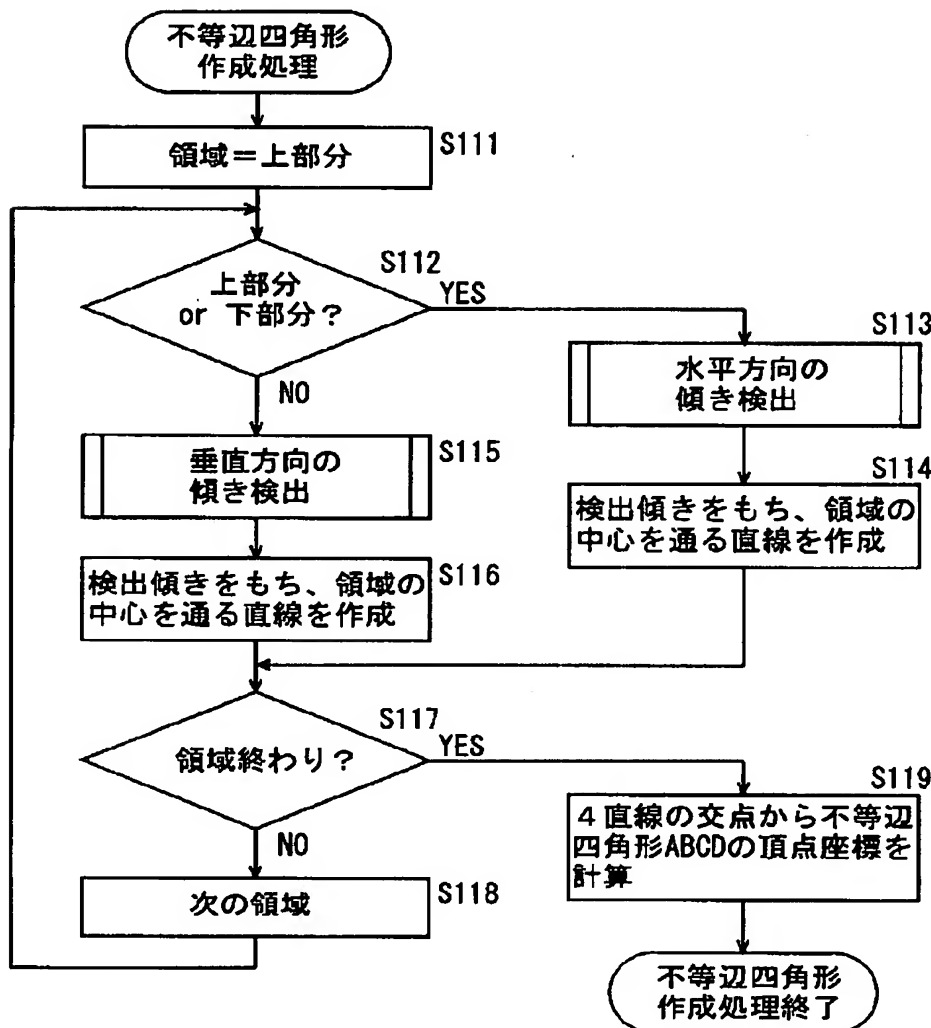 不等辺四角形
作成処理
領域=上部分
S111
上部分
or 下部分?
S112
YES
NO
水平方向の
傾き検出
S113
検出傾きをもち、領域の
中心を通る直線を作成
S114
垂直方向の
傾き検出
S115
検出傾きをもち、領域の
中心を通る直線を作成
S116
領域終わり?
S117
YES
NO
次の領域
S118
4直線の交点から不等辺
四角形ABCDの頂点座標を
計算
S119
不等辺四角形
作成処理終了